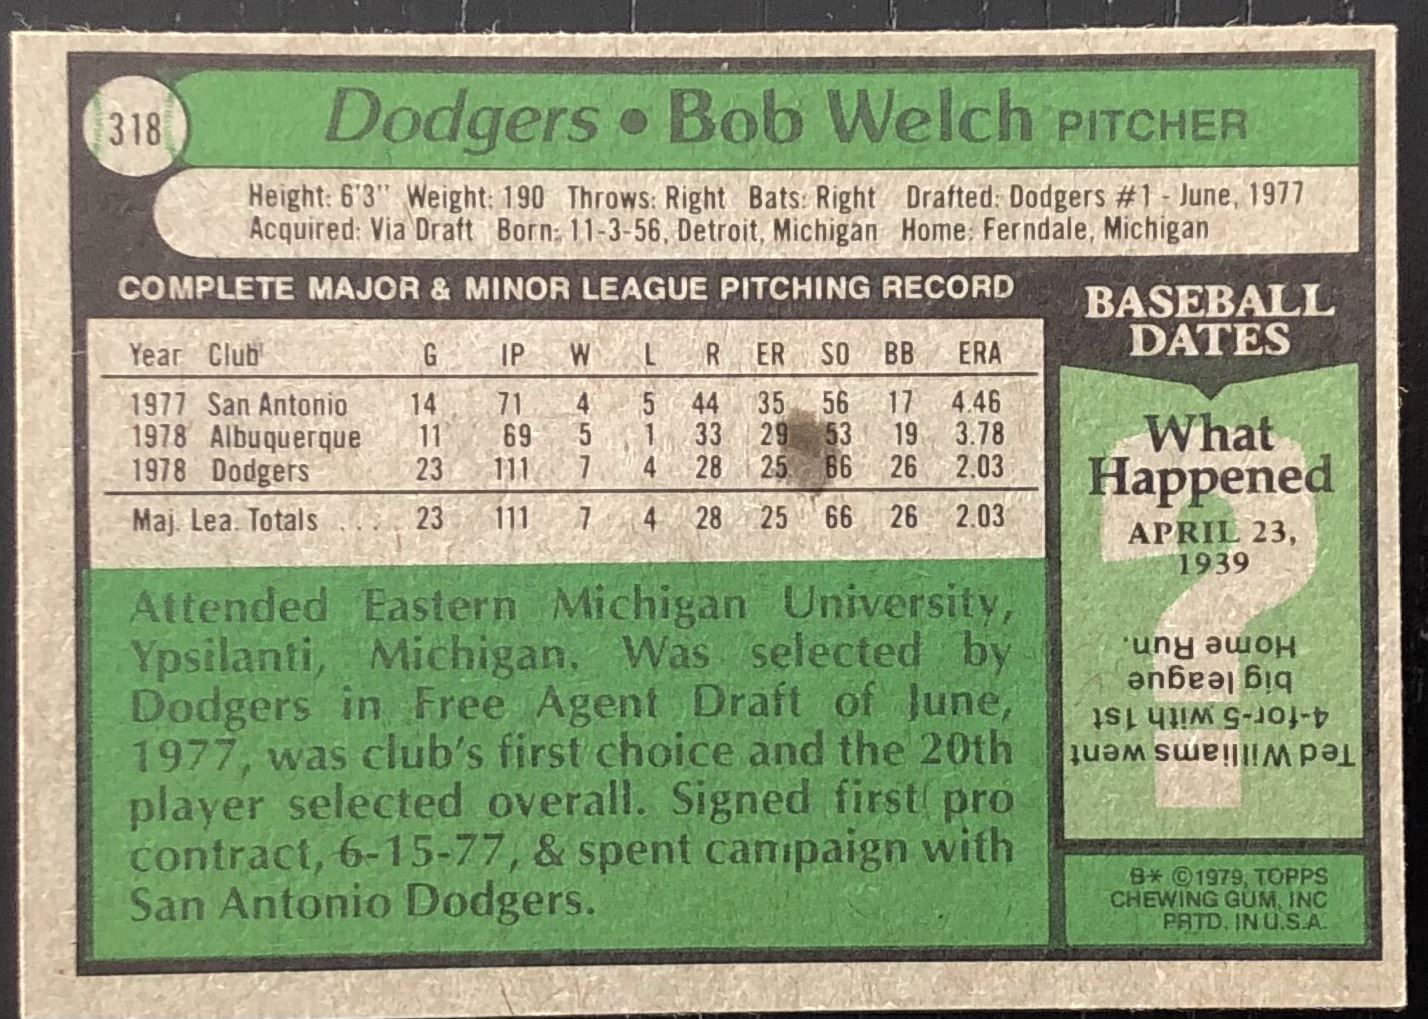 318
Dodgers • Bob Welch PITCHER
Height: 6'3" Weight: 190 Throws: Right Bats: Right Drafted: Dodgers #1 - June, 1977
Acquired: Via Draft Born: 11-3-56, Detroit, Michigan Home: Ferndale, Michigan
COMPLETE MAJOR & MINOR LEAGUE PITCHING RECORD
Year Club G IP W L R ER SO BB ERA
1977 San Antonio 14 71 4 5 44 35 56 17 4.46
1978 Albuquerque 11 69 5 1 33 29 53 19 3.78
1978 Dodgers 23 111 7 4 28 25 66 26 2.03
Maj. Lea. Totals .... 23 111 7 4 28 25 66 26 2.03
Attended Eastern Michigan University,
Ypsilanti, Michigan. Was selected by
Dodgers in Free Agent Draft of June,
1977, was club's first choice and the 20th
player selected overall. Signed first pro
contract, 6-15-77, & spent campaign with
San Antonio Dodgers.
BASEBALL
DATES
What
Happened
APRIL 23,
1939
Ted Williams went
4-for-5 with 1st
big league
Home Run.
B* ©1979, TOPPS
CHEWING GUM, INC
PRTD. IN U.S.A.